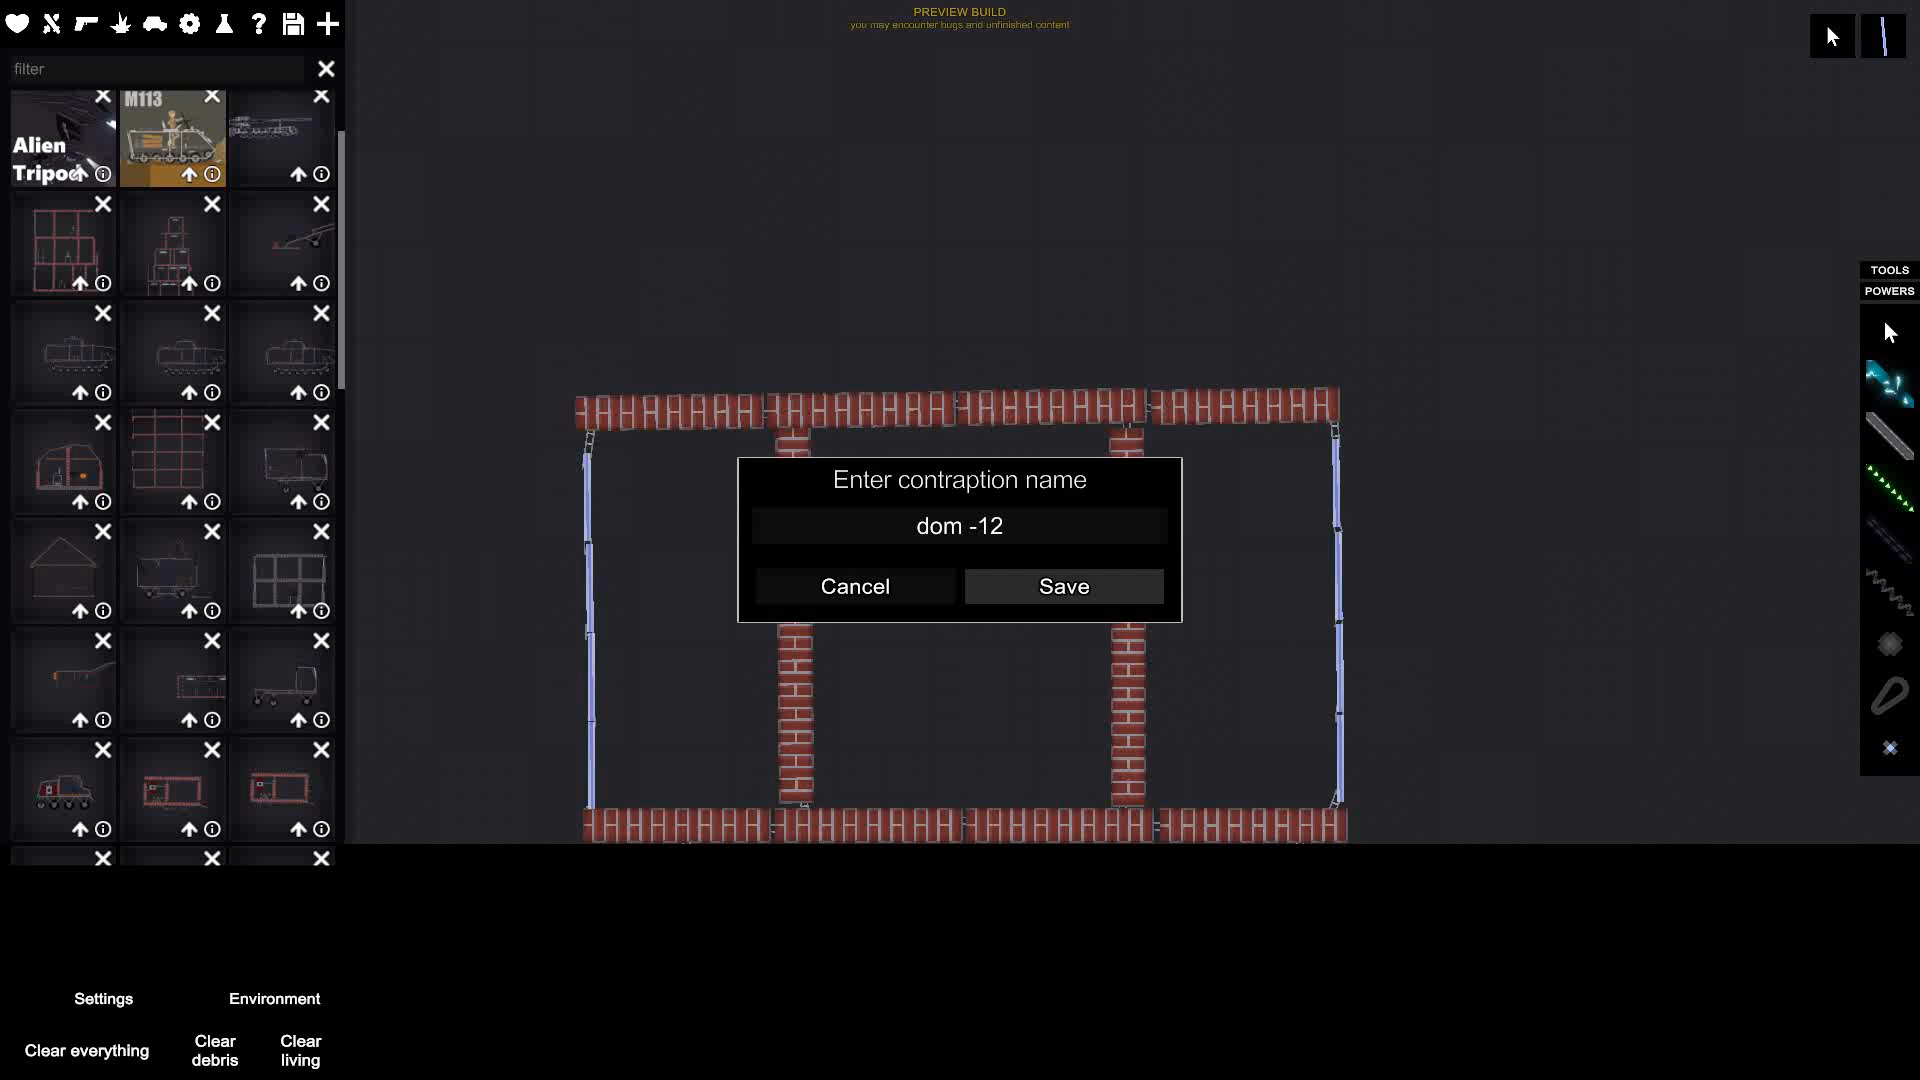 PREVIEW BUILD
you may encounter bugs and unfinished content
filter
M113
Alien
Tripod
TOOLS
POWERS
Enter contraption name
dom -12
Cancel
Save
Settings
Environment
Clear everything
Clear
debris
Clear
living